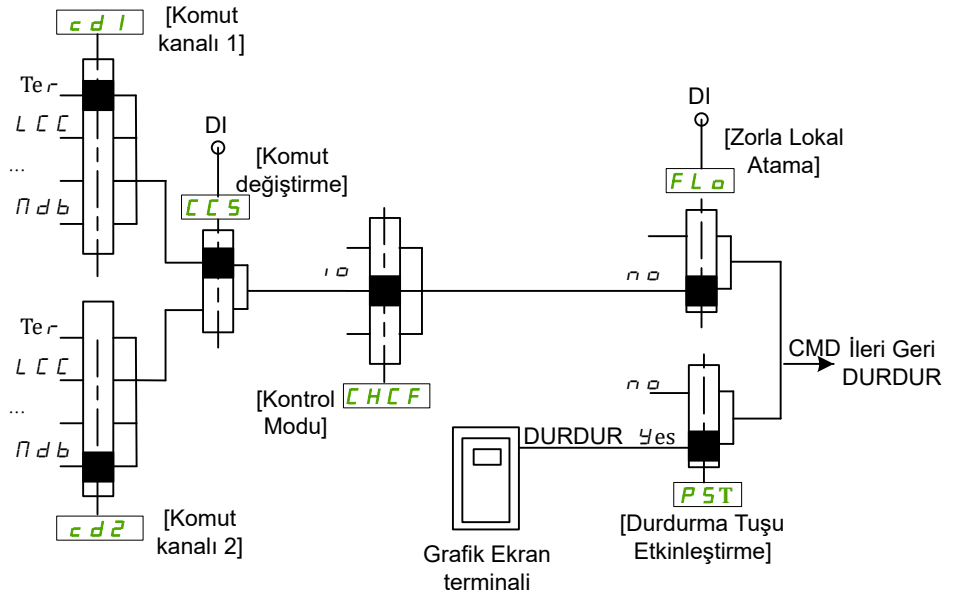 cd1
[Komut
kanalı 1]
Ter
LCC
...
Mdb
DI
[Komut
değiştirme]
CCS
Ter
LCC
...
Mdb
cd2
[Komut
kanalı 2]
io
[Kontrol
Modu]
CHCF
DI
[Zorla Lokal
Atama]
FLo
no
CMD İleri Geri
DURDUR
no
DURDUR Yes
PST
[Durdurma Tuşu
Etkinleştirme]
Grafik Ekran
terminali